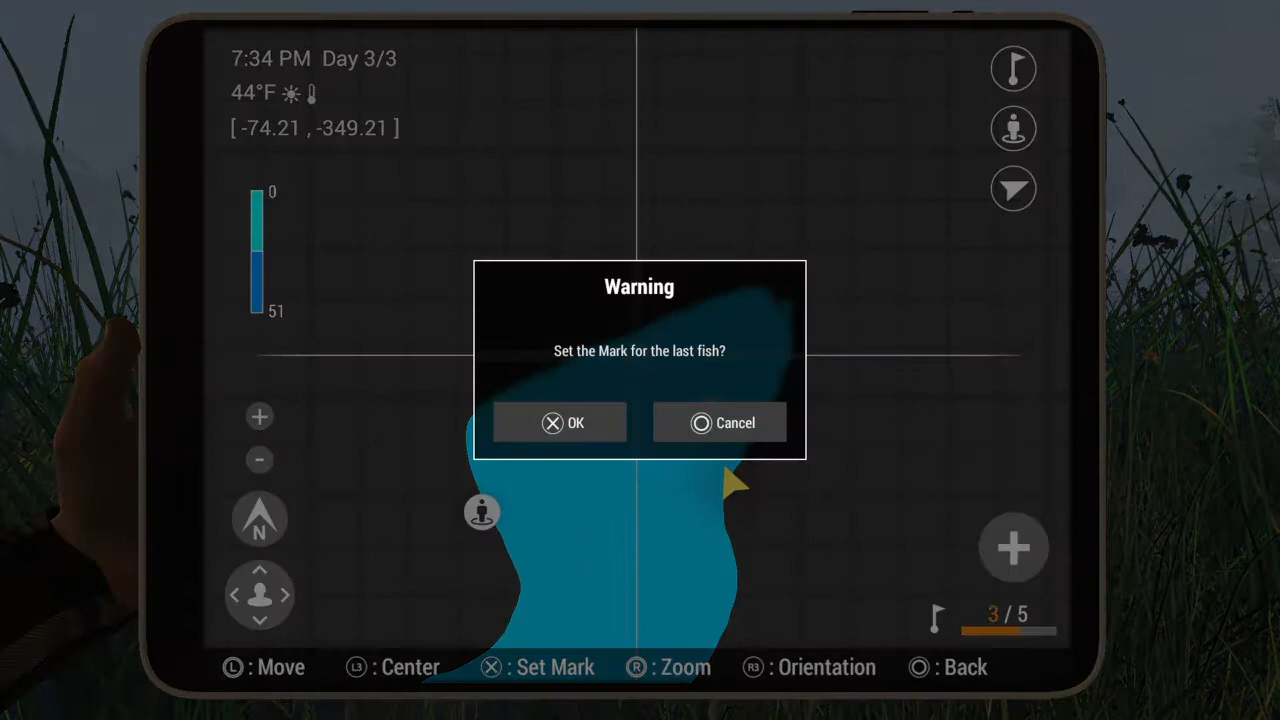 7:34 PM Day 3/3
44°F
[ -74.21 , -349.21 ]
0
51
Warning
Set the Mark for the last fish?
OK
Cancel
+
-
N
3 / 5
L : Move
L3 : Center
: Set Mark
R : Zoom
R3 : Orientation
: Back